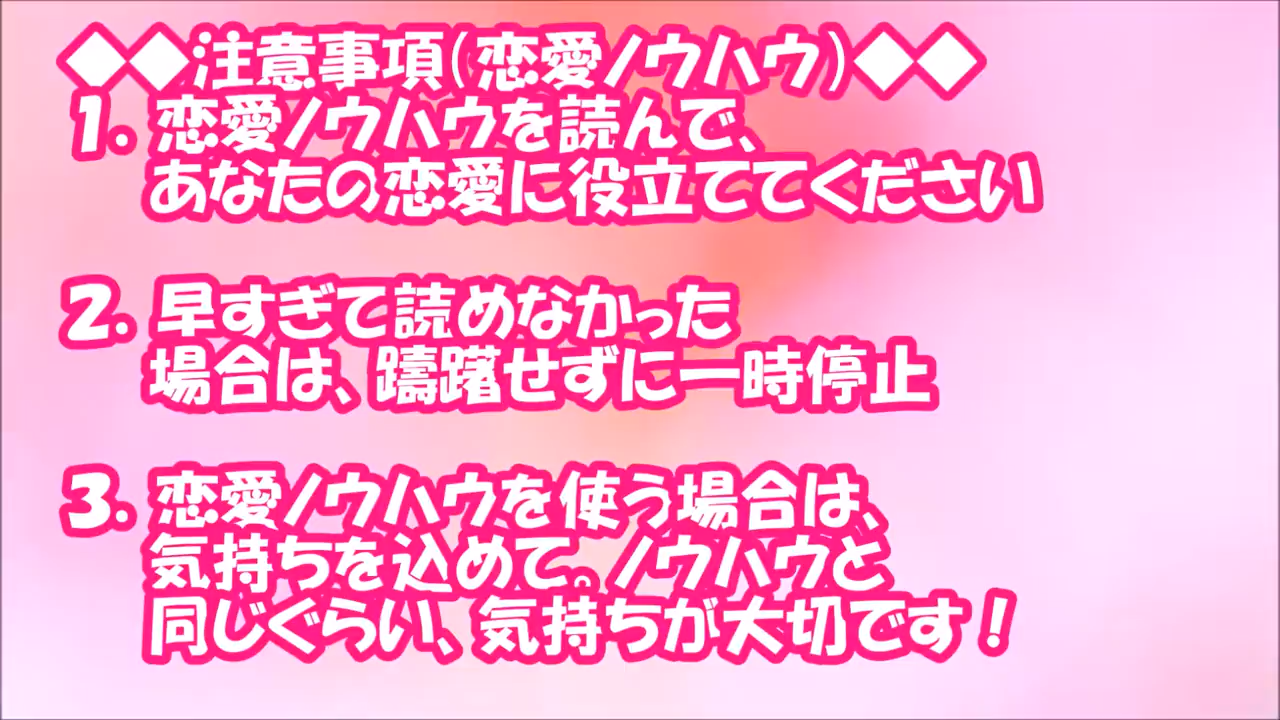 ◆◆注意事項(恋愛ノウハウ)◆◆
1. 恋愛ノウハウを読んで、
あなたの恋愛に役立ててください
2. 早すぎて読めなかった
場合は、躊躇せずに一時停止
3. 恋愛ノウハウを使う場合は、
気持ちを込めて。ノウハウと
同じぐらい、気持ちが大切です!